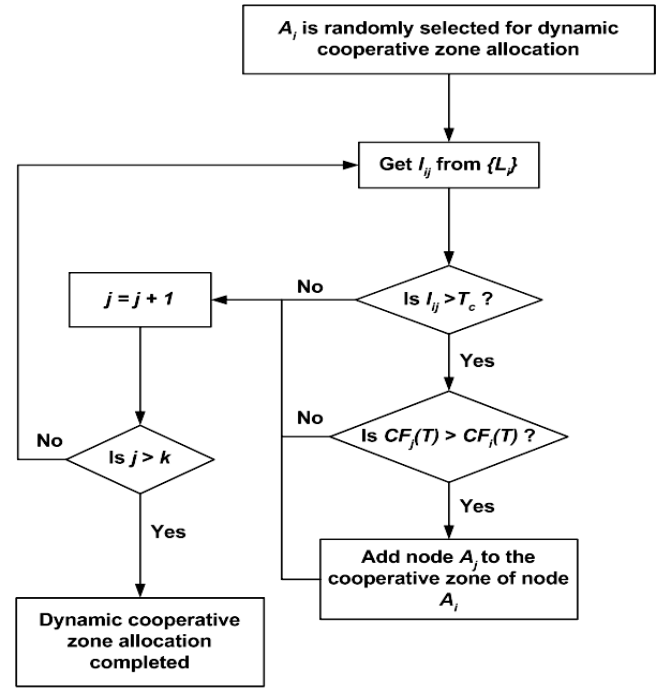 A_i is randomly selected for dynamic
cooperative zone allocation
Get I_ij from {L_i}
No
j = j + 1
Is I_ij >T_c ?
Yes
No
No
Is CF_j(T) > CF_i(T) ?
Is j > k
Yes
Yes
Add node A_j to the
cooperative zone of node
A_i
Dynamic cooperative
zone allocation
completed